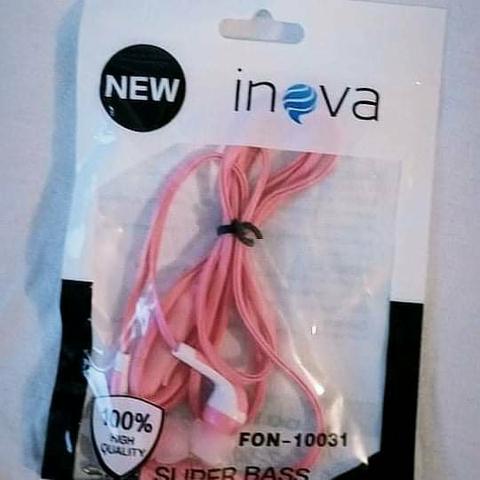 NEW
inova
100%
HIGH
QUALITY
FON-10031
SUPER BASS